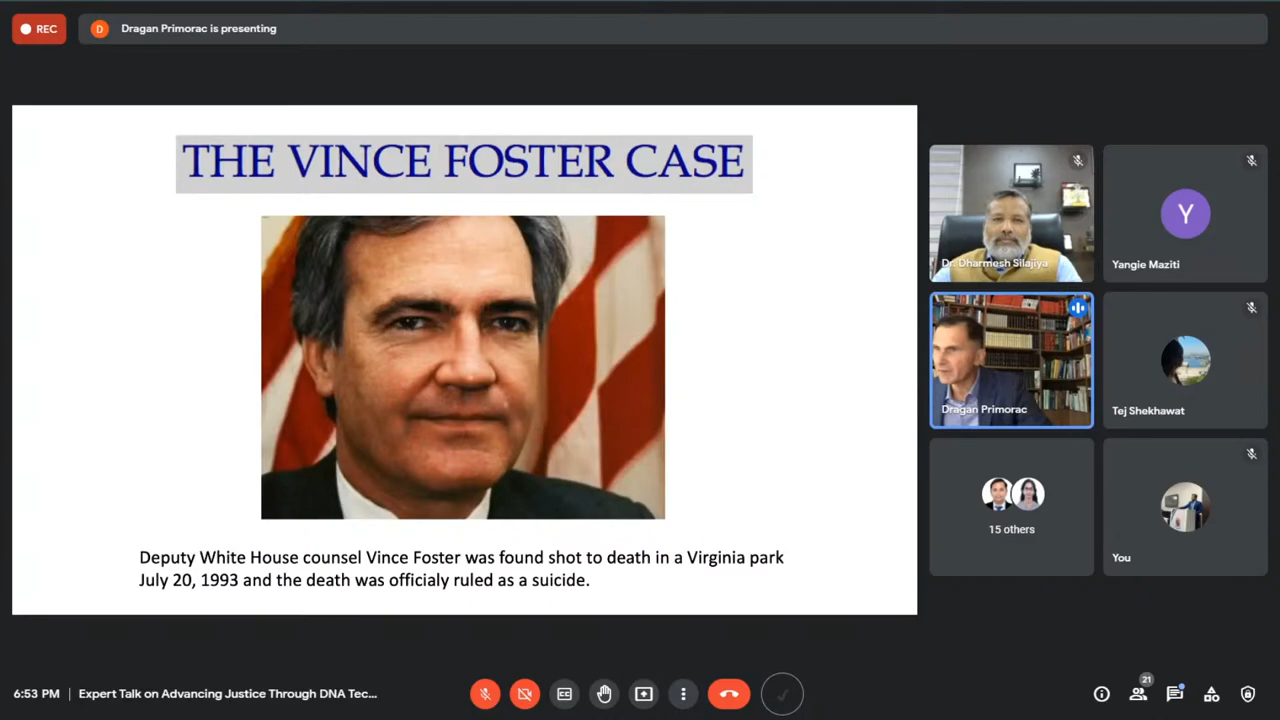 REC
D
Dragan Primorac is presenting
THE VINCE FOSTER CASE
Deputy White House counsel Vince Foster was found shot to death in a Virginia park
July 20, 1993 and the death was officialy ruled as a suicide.
Dr. Dharmesh Silajiya
Y
Yangie Maziti
Dragan Primorac
Tej Shekhawat
15 others
You
6:53 PM | Expert Talk on Advancing Justice Through DNA Tec...
CC
21